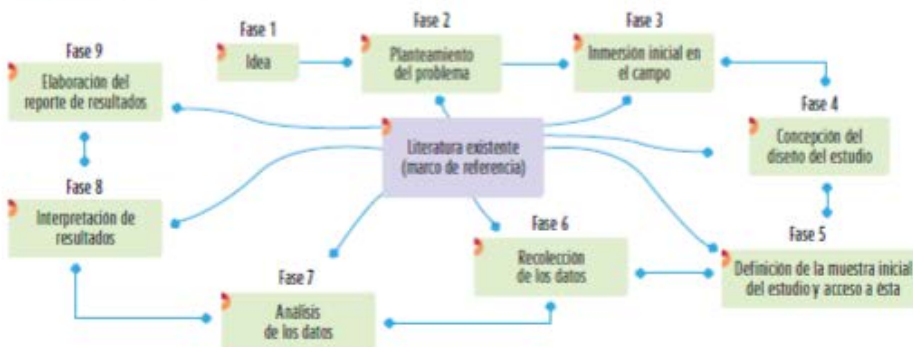 Fase 1
Idea
Fase 2
Planteamiento
del problema
Fase 3
Inmersión inicial en
el campo
Fase 4
Concepción del
diseño del estudio
Fase 5
Definición de la muestra inicial
del estudio y acceso a ésta
Fase 6
Recolección
de los datos
Fase 7
Análisis
de los datos
Fase 8
Interpretación de
resultados
Fase 9
Elaboración del
reporte de resultados
Literatura existente
(marco de referencia)